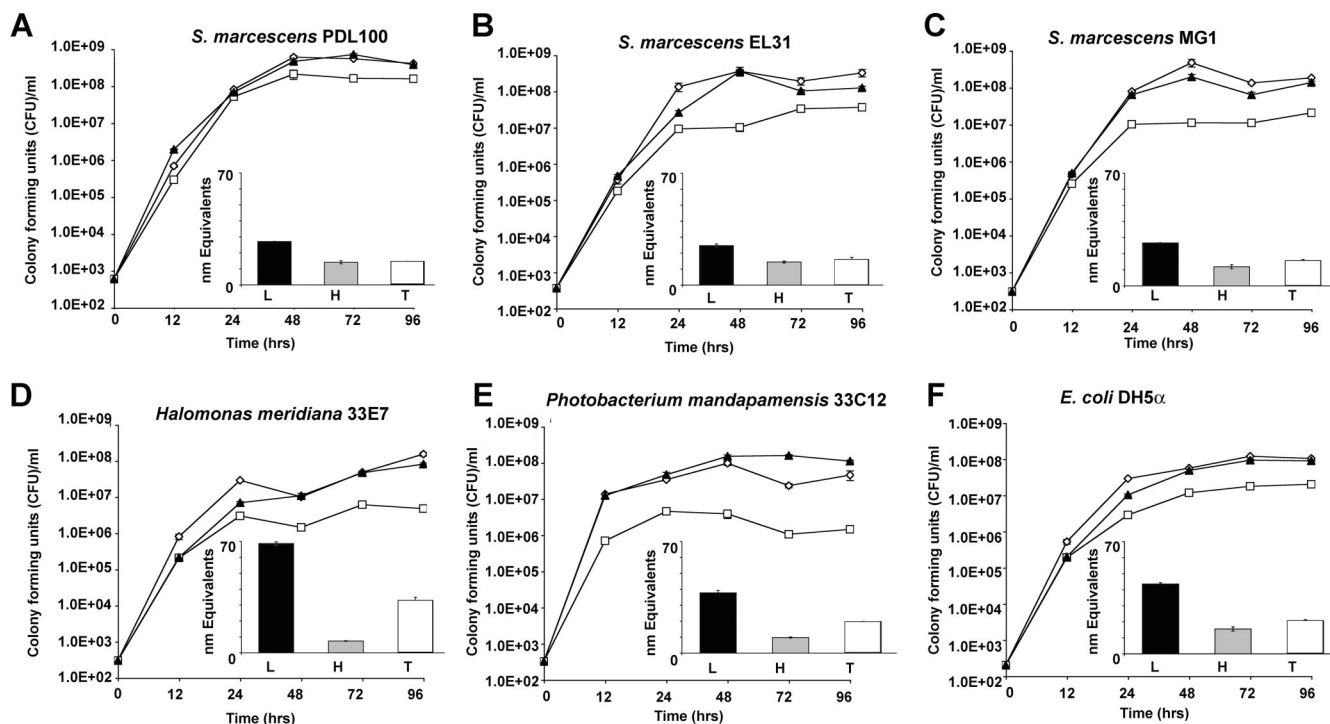 A
S. marcescens PDL100
Colony forming units (CFU)/ml
1.0E+09
1.0E+08
1.0E+07
1.0E+06
1.0E+05
1.0E+04
1.0E+03
1.0E+02
0 12 24 48 72 96
Time (hrs)
nm Equivalents
70
0
L H T
B
S. marcescens EL31
Colony forming units (CFU)/ml
1.0E+09
1.0E+08
1.0E+07
1.0E+06
1.0E+05
1.0E+04
1.0E+03
1.0E+02
0 12 24 48 72 96
Time (hrs)
nm Equivalents
70
0
L H T
C
S. marcescens MG1
Colony forming units (CFU)/ml
1.0E+09
1.0E+08
1.0E+07
1.0E+06
1.0E+05
1.0E+04
1.0E+03
1.0E+02
0 12 24 48 72 96
Time (hrs)
nm Equivalents
70
0
L H T
D
Halomonas meridiana 33E7
Colony forming units (CFU)/ml
1.0E+09
1.0E+08
1.0E+07
1.0E+06
1.0E+05
1.0E+04
1.0E+03
1.0E+02
0 12 24 48 72 96
Time (hrs)
nm Equivalents
70
0
L H T
E
Photobacterium mandapamensis 33C12
Colony forming units (CFU)/ml
1.0E+09
1.0E+08
1.0E+07
1.0E+06
1.0E+05
1.0E+04
1.0E+03
1.0E+02
0 12 24 48 72 96
Time (hrs)
nm Equivalents
70
0
L H T
F
E. coli DH5α
Colony forming units (CFU)/ml
1.0E+09
1.0E+08
1.0E+07
1.0E+06
1.0E+05
1.0E+04
1.0E+03
1.0E+02
0 12 24 48 72 96
Time (hrs)
nm Equivalents
70
0
L H T